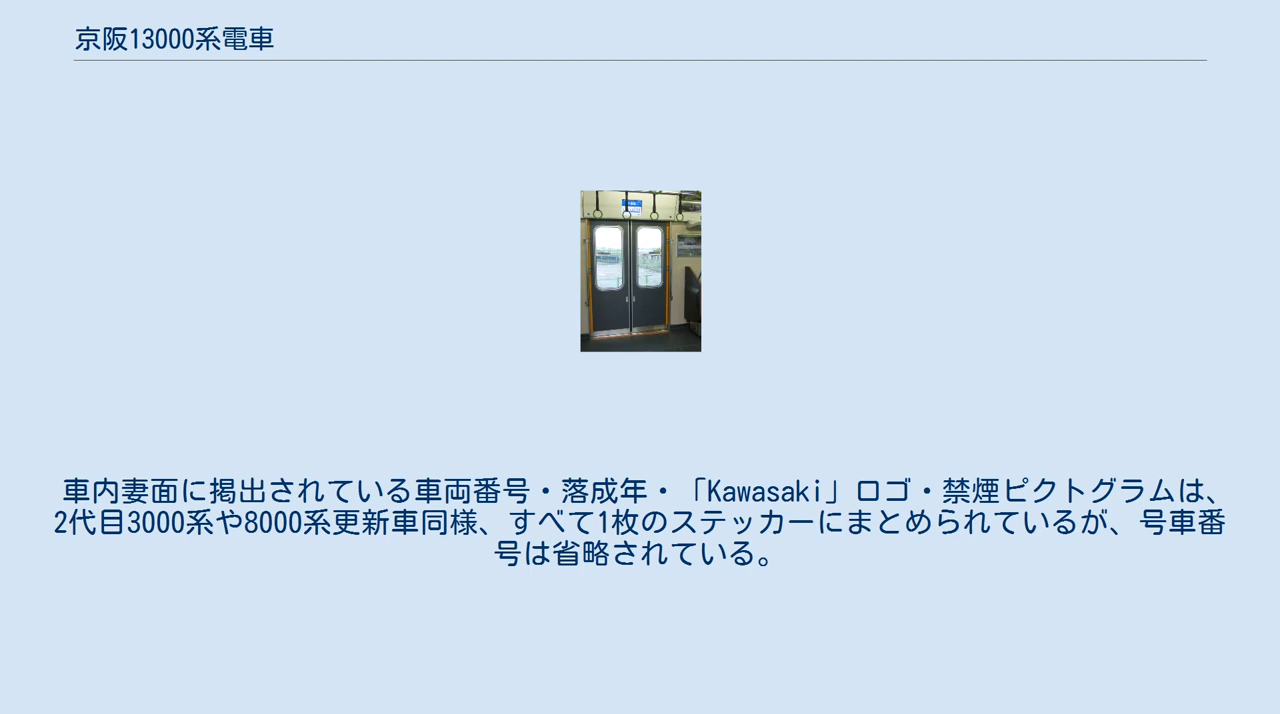 京阪13000系電車
車内妻面に掲出されている車両番号・落成年・「Kawasaki」ロゴ・禁煙ピクトグラムは、
2代目3000系や8000系更新車同様、すべて1枚のステッカーにまとめられているが、号車番
号は省略されている。